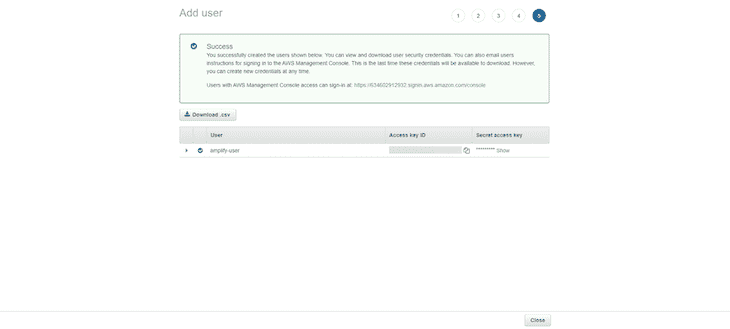 Add user
1 2 3 4 5
Success
You successfully created the users shown below. You can view and download user security credentials. You can also email users
instructions for signing in to the AWS Management Console. This is the last time these credentials will be available to download. However,
you can create new credentials at any time.
Users with AWS Management Console access can sign-in at: https://634602912932.signin.aws.amazon.com/console
Download .csv
User Access key ID Secret access key
amplify-user ********* Show
Close